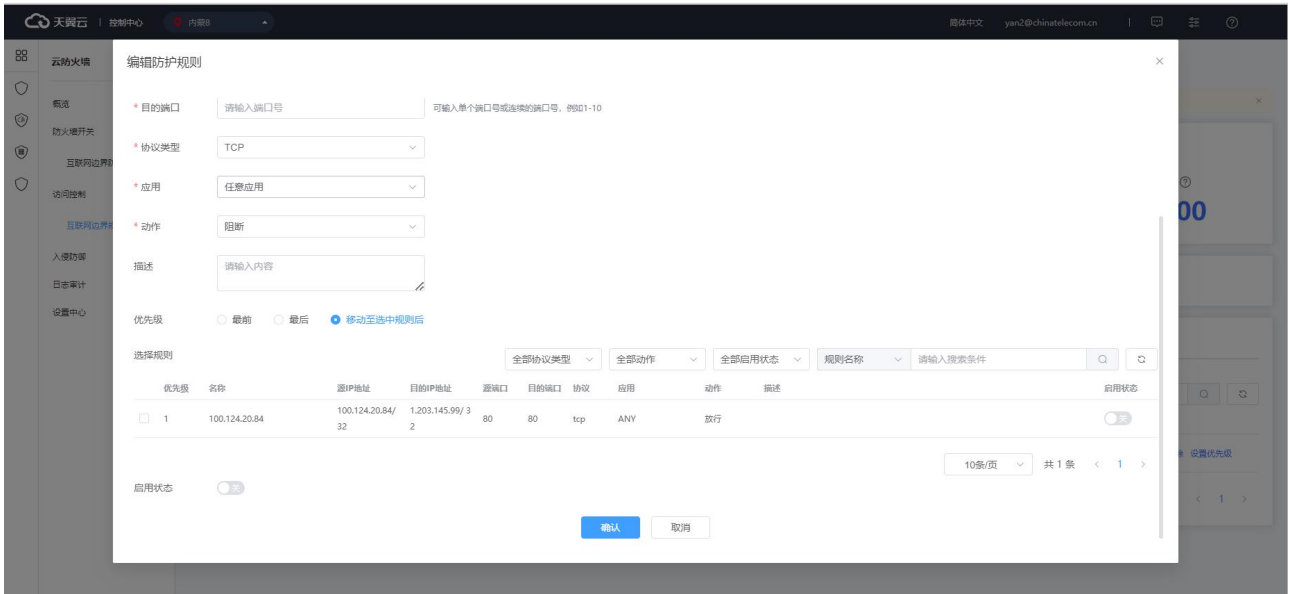 天翼云 | 控制中心 内蒙8 简体中文 yan2@chinatelecom.cn |
云防火墙
概览
防火墙开关
互联网边界防
访问控制
互联网边界规
入侵防御
日志审计
设置中心
编辑防护规则
* 目的端口 请输入端口号 可输入单个端口号或连续的端口号，例如1-10
* 协议类型 TCP
* 应用 任意应用
* 动作 阻断
描述 请输入内容
优先级 最前 最后 移动至选中规则后
选择规则 全部协议类型 全部动作 全部启用状态 规则名称 请输入搜索条件
优先级 名称 源IP地址 目的IP地址 源端口 目的端口 协议 应用 动作 描述 启用状态
1 100.124.20.84 100.124.20.84/32 1.203.145.99/32 80 80 tcp ANY 放行 关
10条/页 共 1 条 < 1 >
启用状态 关
确认 取消
00
设置优先级
< 1 >